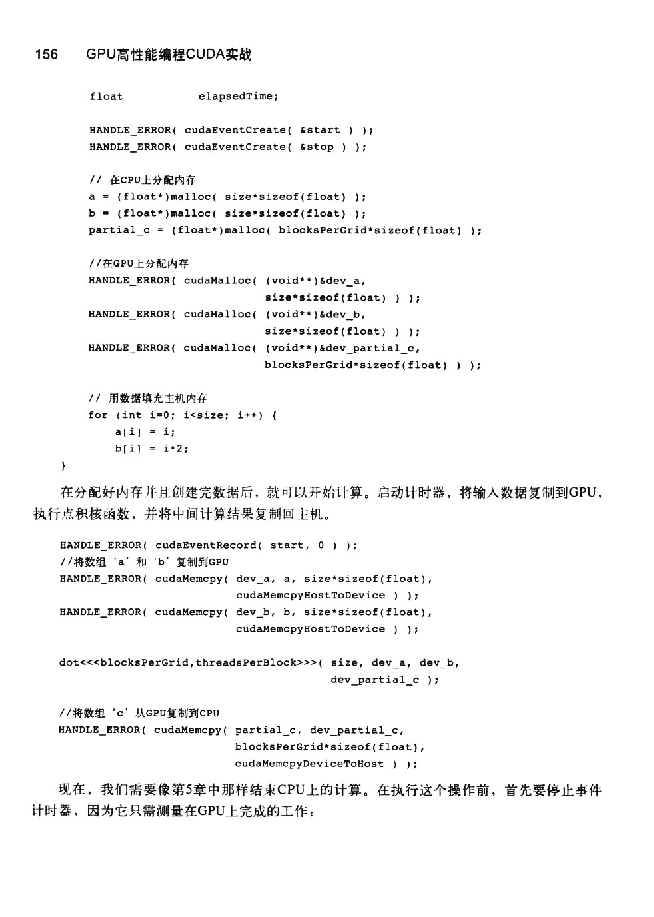 156 GPU高性能编程CUDA实战
float elapsedTime;
HANDLE_ERROR( cudaEventCreate( &start ) );
HANDLE_ERROR( cudaEventCreate( &stop ) );
// 在CPU上分配内存
a = (float*)malloc( size*sizeof(float) );
b = (float*)malloc( size*sizeof(float) );
partial_c = (float*)malloc( blocksPerGrid*sizeof(float) );
//在GPU上分配内存
HANDLE_ERROR( cudaMalloc( (void**)&dev_a,
size*sizeof(float) ) );
HANDLE_ERROR( cudaMalloc( (void**)&dev_b,
size*sizeof(float) ) );
HANDLE_ERROR( cudaMalloc( (void**)&dev_partial_c,
blocksPerGrid*sizeof(float) ) );
// 用数据填充主机内存
for (int i=0; i<size; i++) {
a[i] = i;
b[i] = i*2;
}
在分配好内存并且创建完数据后，就可以开始计算。启动计时器，将输入数据复制到GPU，
执行点积核函数，并将中间计算结果复制回主机。
HANDLE_ERROR( cudaEventRecord( start, 0 ) );
//将数组 'a' 和 'b' 复制到GPU
HANDLE_ERROR( cudaMemcpy( dev_a, a, size*sizeof(float),
cudaMemcpyHostToDevice ) );
HANDLE_ERROR( cudaMemcpy( dev_b, b, size*sizeof(float),
cudaMemcpyHostToDevice ) );
dot<<<blocksPerGrid,threadsPerBlock>>>( size, dev_a, dev_b,
dev_partial_c );
//将数组 'c' 从GPU复制到CPU
HANDLE_ERROR( cudaMemcpy( partial_c, dev_partial_c,
blocksPerGrid*sizeof(float),
cudaMemcpyDeviceToHost ) );
现在，我们需要像第5章中那样结束CPU上的计算。在执行这个操作前，首先要停止事件
计时器，因为它只需测量在GPU上完成的工作：